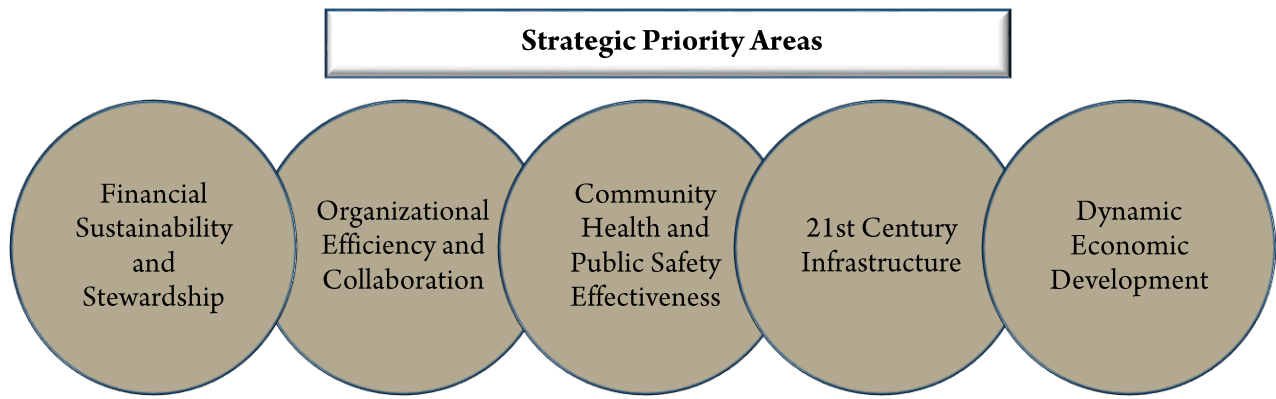 Strategic Priority Areas
Financial
Sustainability
and
Stewardship
Organizational
Efficiency and
Collaboration
Community
Health and
Public Safety
Effectiveness
21st Century
Infrastructure
Dynamic
Economic
Development